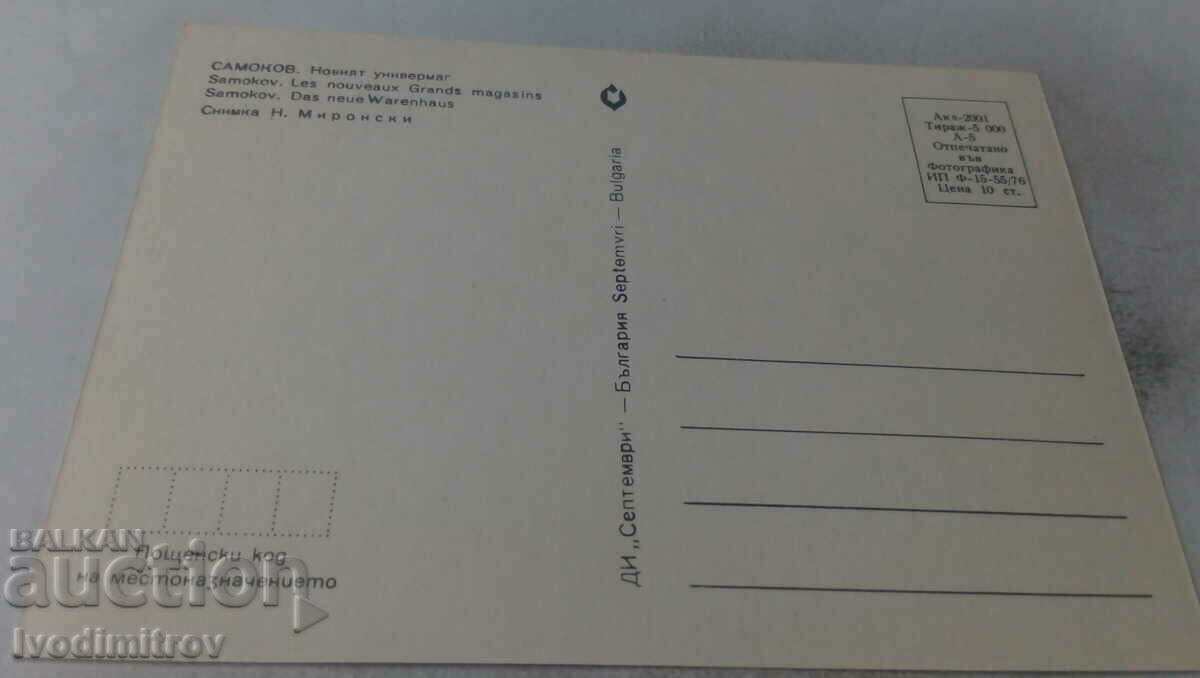 САМОКОВ. Новият универмаг
Samokov. Les nouveaux Grands magasins
Samokov. Das neue Warenhaus
Снимка Н. Миронски
Акл-2001
Тираж-5 000
А-5
Отпечатано
във
Фотографика
ИП Ф-15-55/76
Цена 10 ст.
ДИ „Септември" — България Septemvri — Bulgaria
Пощенски код
на местоназначението
BALKAN
auction
Ivodimitrov